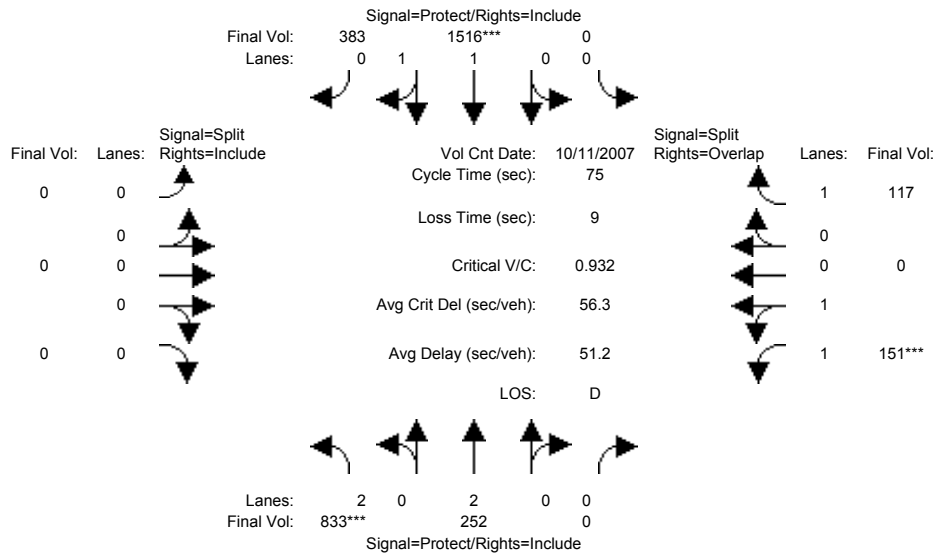 Signal=Protect/Rights=Include
Final Vol: 383 1516*** 0
Lanes: 0 1 1 0 0
Signal=Split Signal=Split
Final Vol: Lanes: Rights=Include Vol Cnt Date: 10/11/2007 Rights=Overlap Lanes: Final Vol:
Cycle Time (sec): 75
0 0 1 117
Loss Time (sec): 9
0 0
0 0 Critical V/C: 0.932 0 0
0 Avg Crit Del (sec/veh): 56.3 1
0 0 Avg Delay (sec/veh): 51.2 1 151***
LOS: D
Lanes: 2 0 2 0 0
Final Vol: 833*** 252 0
Signal=Protect/Rights=Include